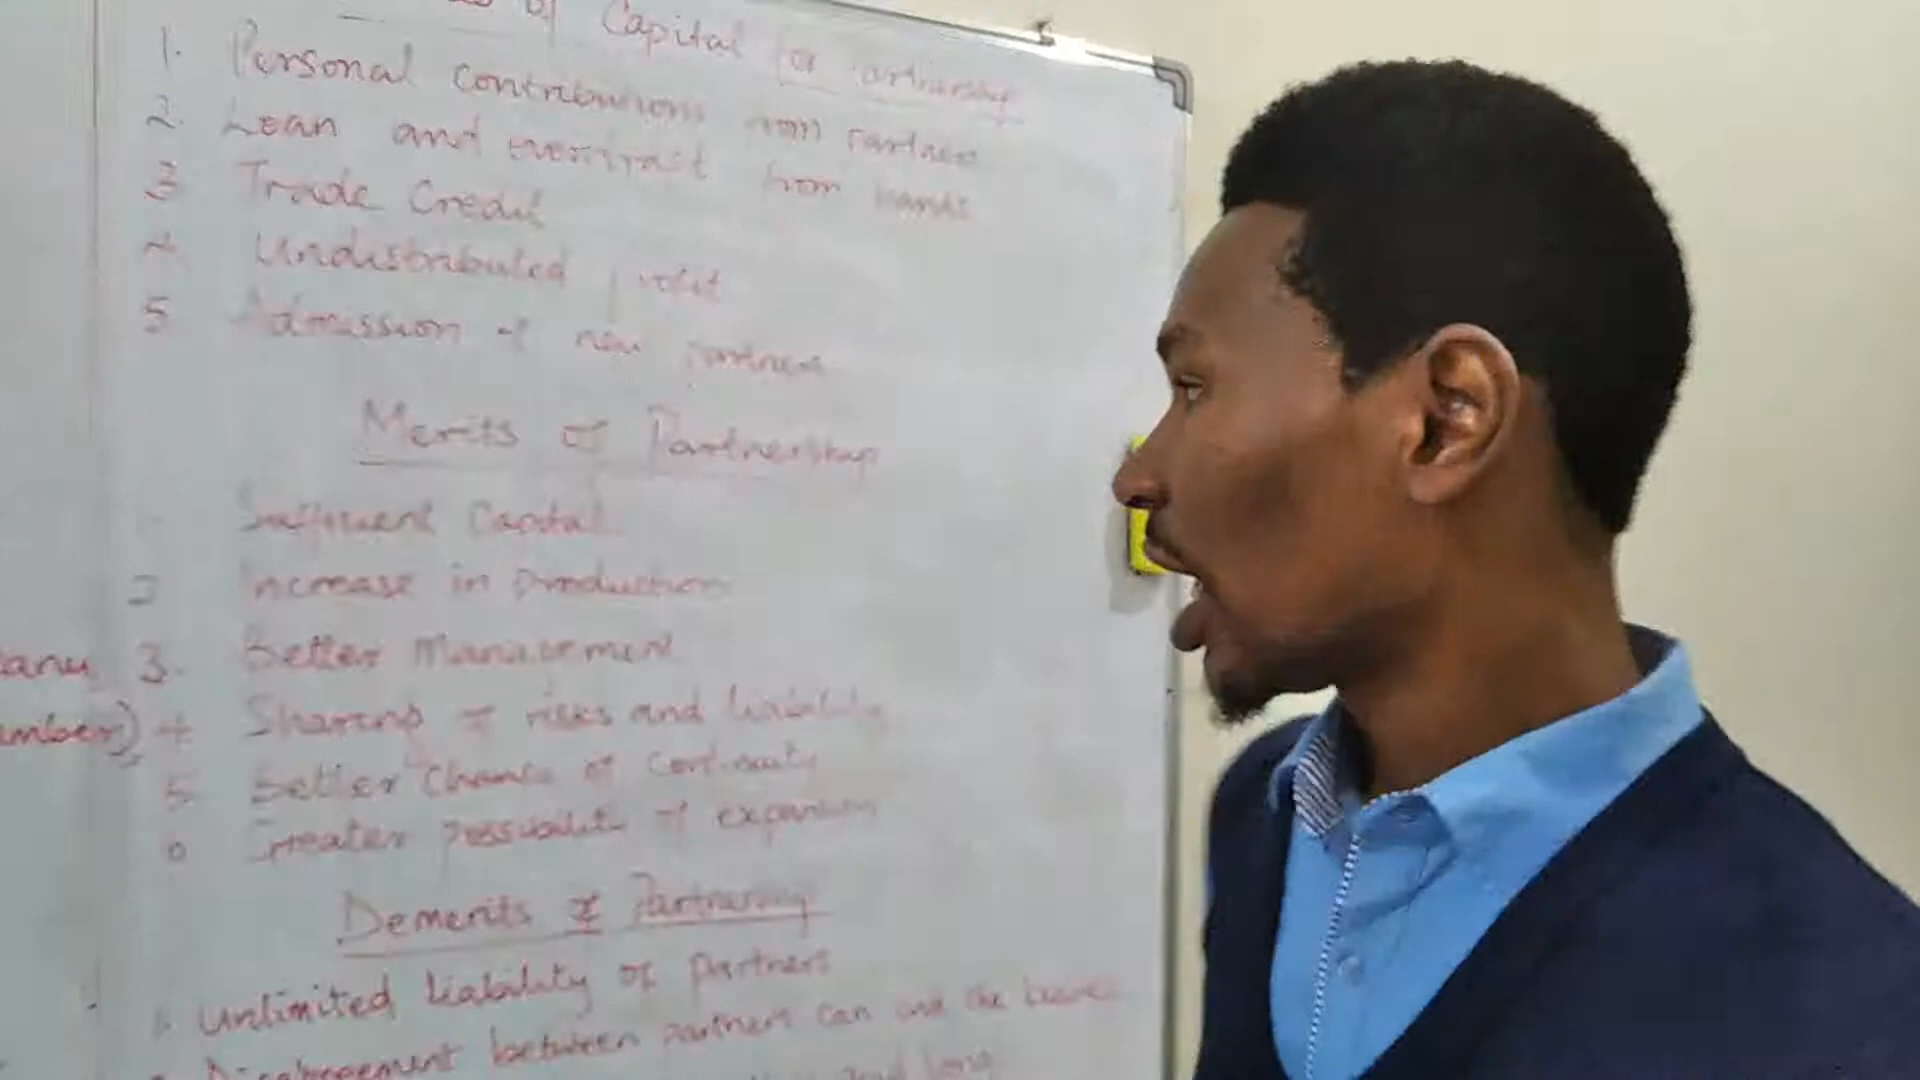 of Capital for Partnership
1. Personal contributions from Partners
2. Loan and overdraft from banks
3 Trade Credit
4 Undistributed profit
5 Admission of new partners
Merits of Partnership
1 Sufficient Capital
2 Increase in production
3. Better Management
4 Sharing of risks and liability
5 Better Chance of Continuity
6 Greater possibility of expansion
Demerits of Partnership
1. Unlimited liability of partners
Disagreement between partners can end the